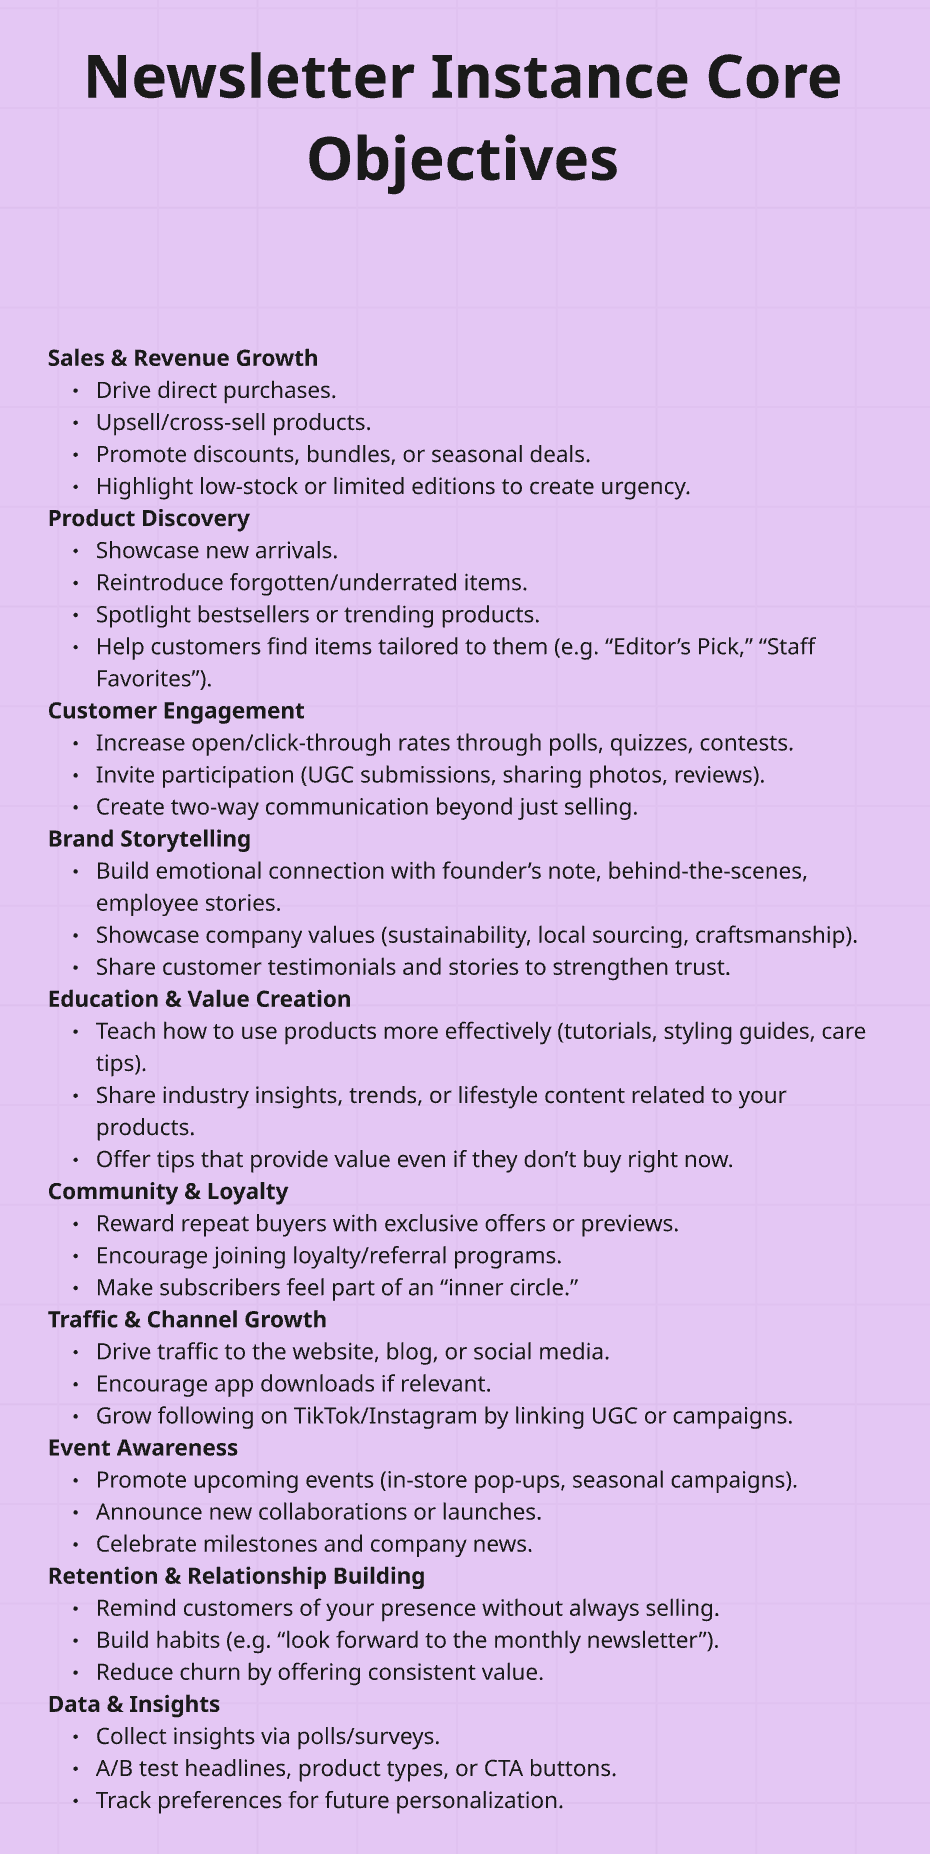 Newsletter Instance Core
Objectives
Sales & Revenue Growth
• Drive direct purchases.
• Upsell/cross-sell products.
• Promote discounts, bundles, or seasonal deals.
• Highlight low-stock or limited editions to create urgency.
Product Discovery
• Showcase new arrivals.
• Reintroduce forgotten/underrated items.
• Spotlight bestsellers or trending products.
• Help customers find items tailored to them (e.g. “Editor’s Pick,” “Staff
Favorites”).
Customer Engagement
• Increase open/click-through rates through polls, quizzes, contests.
• Invite participation (UGC submissions, sharing photos, reviews).
• Create two-way communication beyond just selling.
Brand Storytelling
• Build emotional connection with founder’s note, behind-the-scenes,
employee stories.
• Showcase company values (sustainability, local sourcing, craftsmanship).
• Share customer testimonials and stories to strengthen trust.
Education & Value Creation
• Teach how to use products more effectively (tutorials, styling guides, care
tips).
• Share industry insights, trends, or lifestyle content related to your
products.
• Offer tips that provide value even if they don’t buy right now.
Community & Loyalty
• Reward repeat buyers with exclusive offers or previews.
• Encourage joining loyalty/referral programs.
• Make subscribers feel part of an “inner circle.”
Traffic & Channel Growth
• Drive traffic to the website, blog, or social media.
• Encourage app downloads if relevant.
• Grow following on TikTok/Instagram by linking UGC or campaigns.
Event Awareness
• Promote upcoming events (in-store pop-ups, seasonal campaigns).
• Announce new collaborations or launches.
• Celebrate milestones and company news.
Retention & Relationship Building
• Remind customers of your presence without always selling.
• Build habits (e.g. “look forward to the monthly newsletter”).
• Reduce churn by offering consistent value.
Data & Insights
• Collect insights via polls/surveys.
• A/B test headlines, product types, or CTA buttons.
• Track preferences for future personalization.